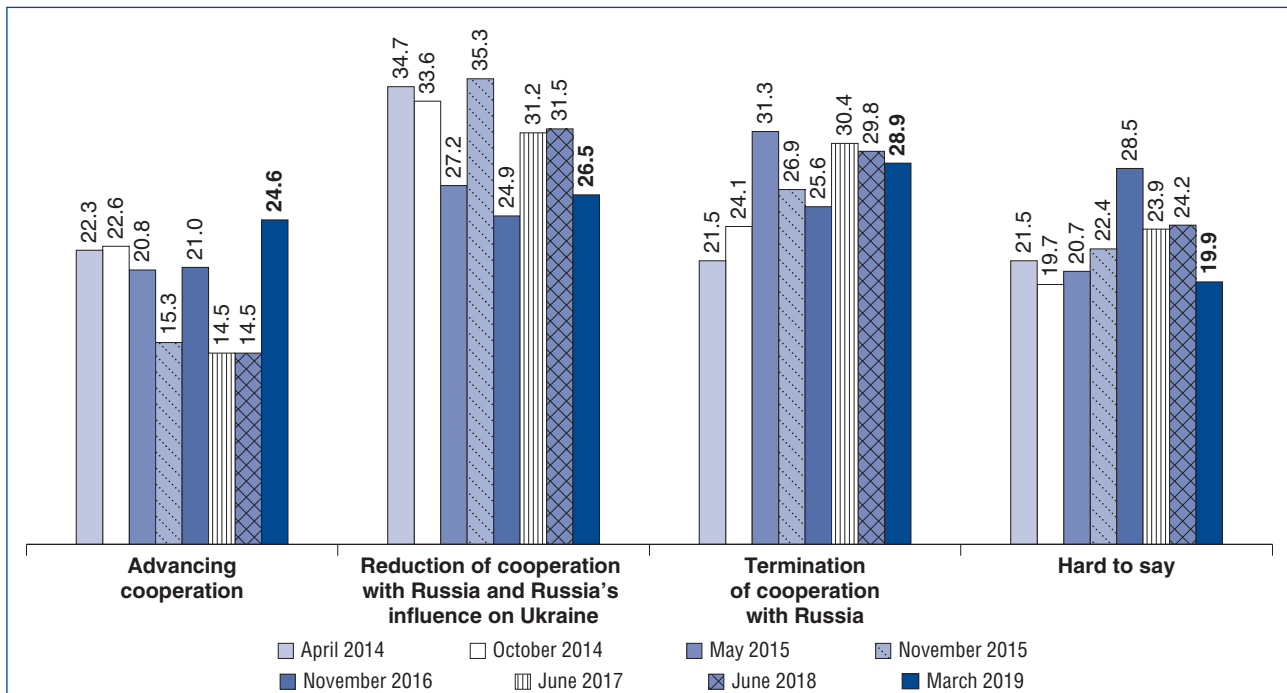 22.3
22.6
20.8
15.3
21.0
14.5
14.5
24.6
34.7
33.6
27.2
35.3
24.9
31.2
31.5
26.5
21.5
24.1
31.3
26.9
25.6
30.4
29.8
28.9
21.5
19.7
20.7
22.4
28.5
23.9
24.2
19.9
Advancing
cooperation
Reduction of cooperation
with Russia and Russia’s
influence on Ukraine
Termination
of cooperation
with Russia
Hard to say
April 2014
October 2014
May 2015
November 2015
November 2016
June 2017
June 2018
March 2019